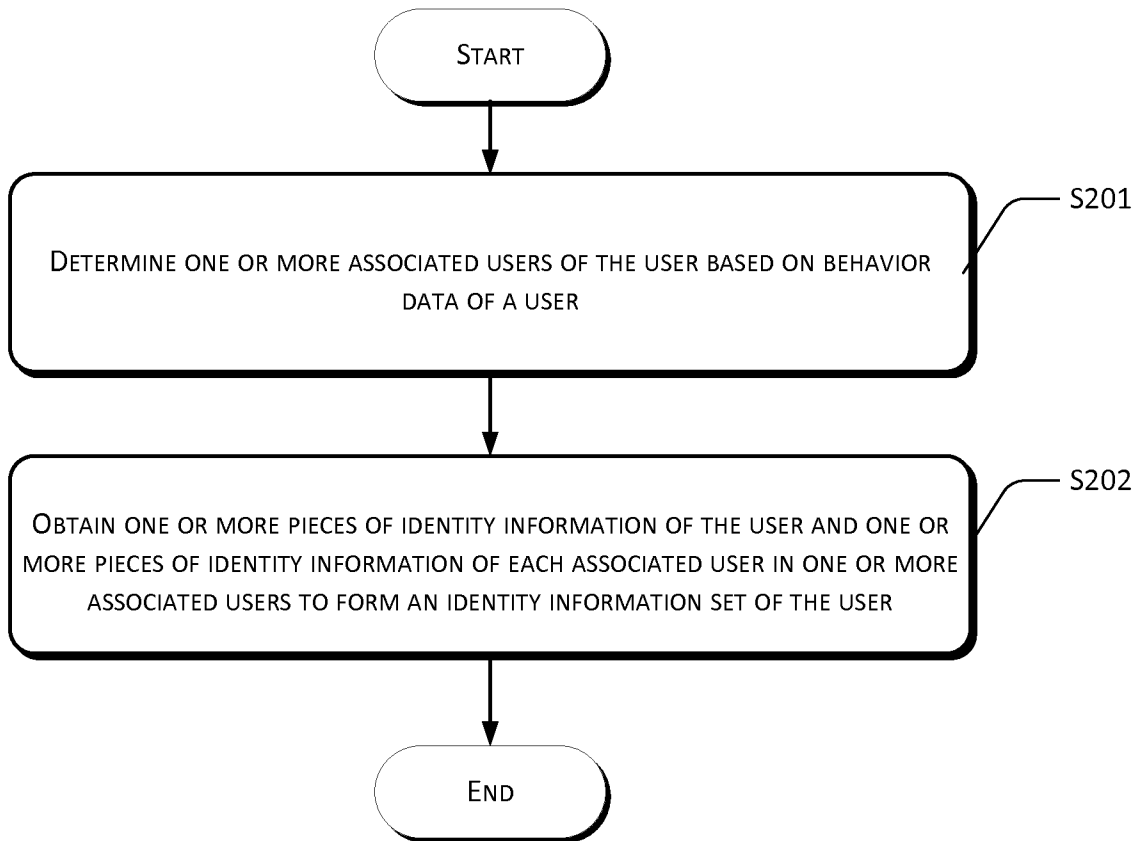 START
DETERMINE ONE OR MORE ASSOCIATED USERS OF THE USER BASED ON BEHAVIOR
DATA OF A USER
S201
OBTAIN ONE OR MORE PIECES OF IDENTITY INFORMATION OF THE USER AND ONE OR
MORE PIECES OF IDENTITY INFORMATION OF EACH ASSOCIATED USER IN ONE OR MORE
ASSOCIATED USERS TO FORM AN IDENTITY INFORMATION SET OF THE USER
S202
END